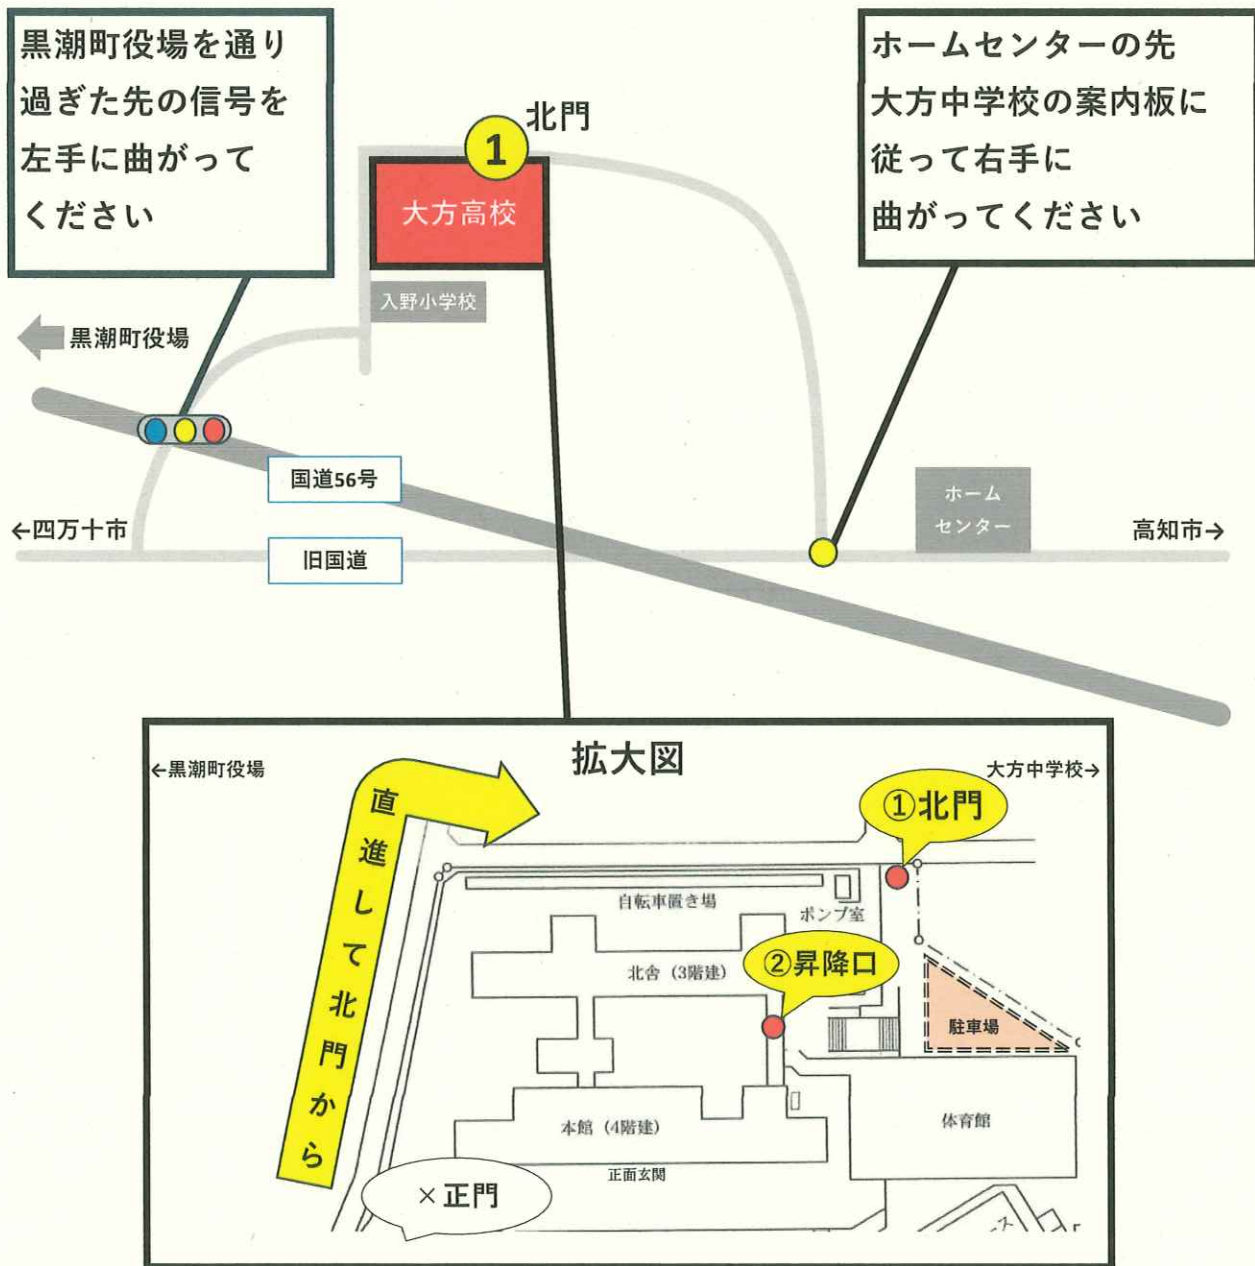 黒潮町役場を通り
過ぎた先の信号を
左手に曲がって
ください
ホームセンターの先
大方中学校の案内板に
従って右手に
曲がってください
1
北門
大方高校
入野小学校
黒潮町役場
国道56号
ホーム
センター
←四万十市
高知市→
旧国道
拡大図
←黒潮町役場
大方中学校→
直進して北門から
①北門
自転車置き場
ポンプ室
北舎（3階建）
②昇降口
駐車場
本館（4階建）
体育館
正面玄関
×正門